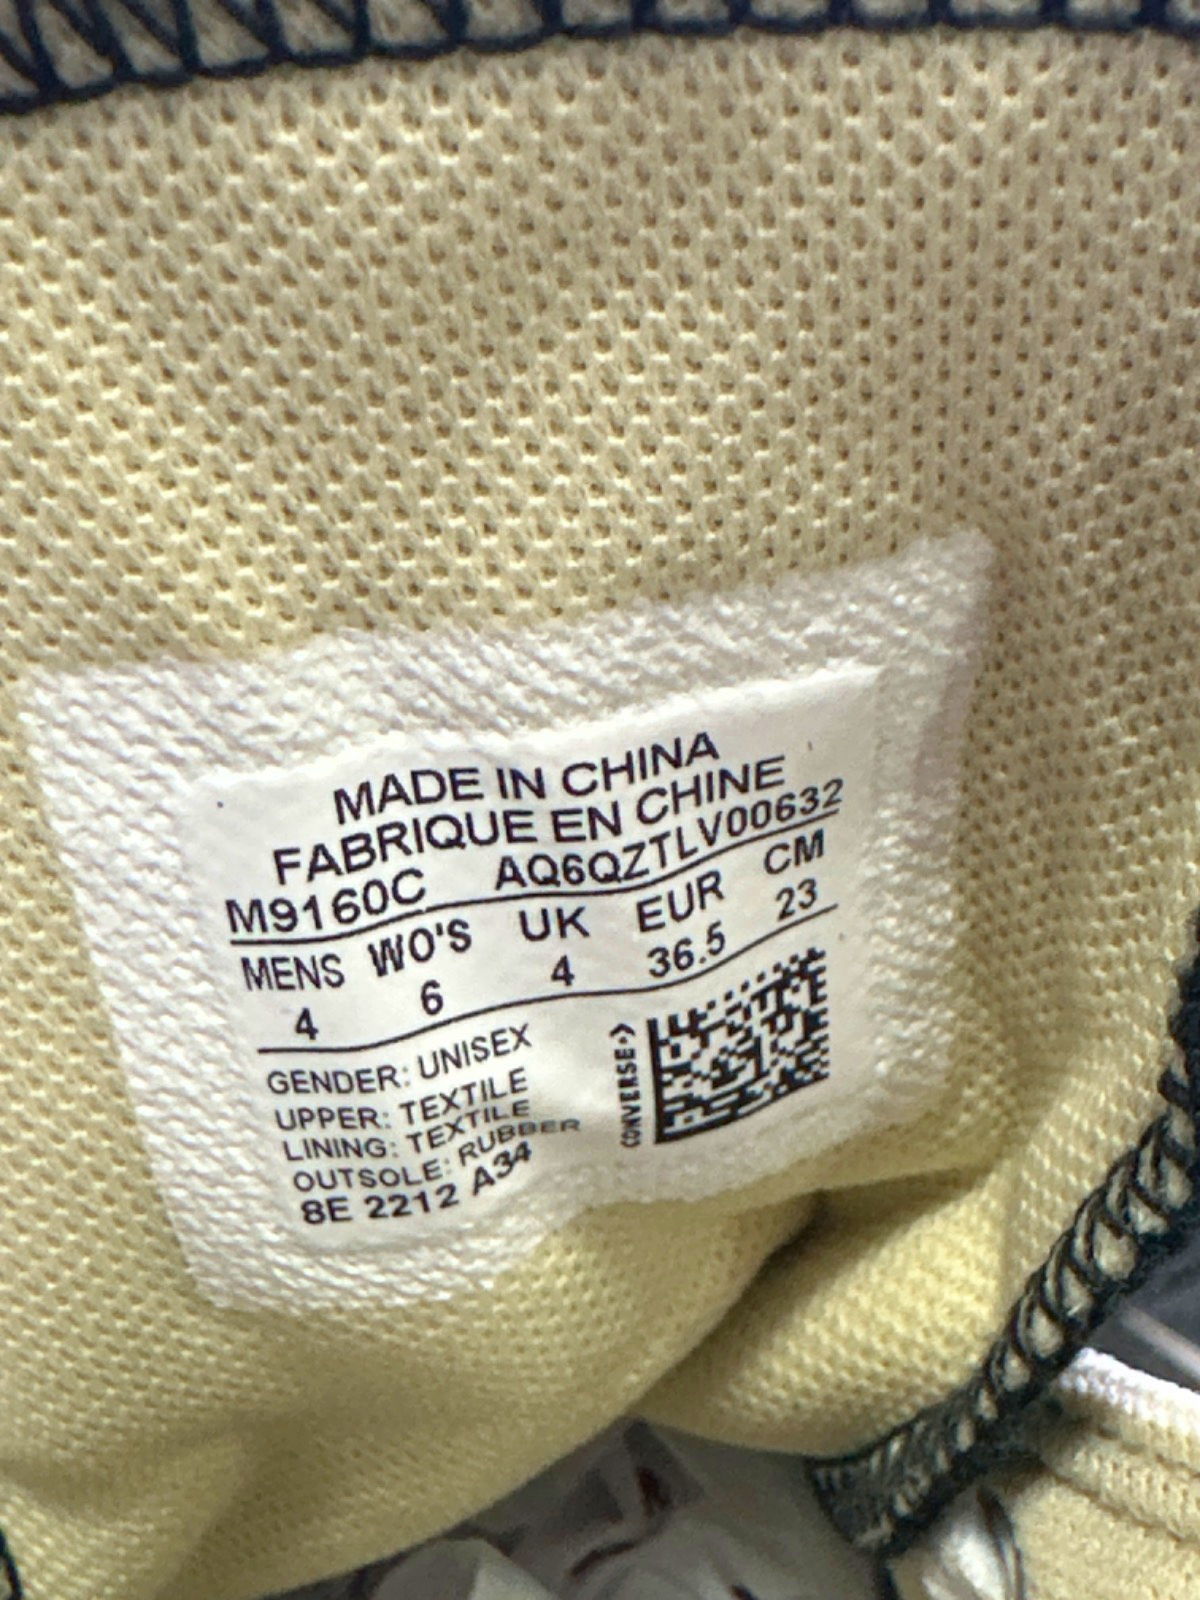 MADE IN CHINA
FABRIQUE EN CHINE
M9160C AQ6QZTLV00632
MENS WO'S UK EUR CM
4 6 4 36.5 23
GENDER: UNISEX
UPPER: TEXTILE
LINING: TEXTILE
OUTSOLE: RUBBER
8E 2212 A34
CONVERSE